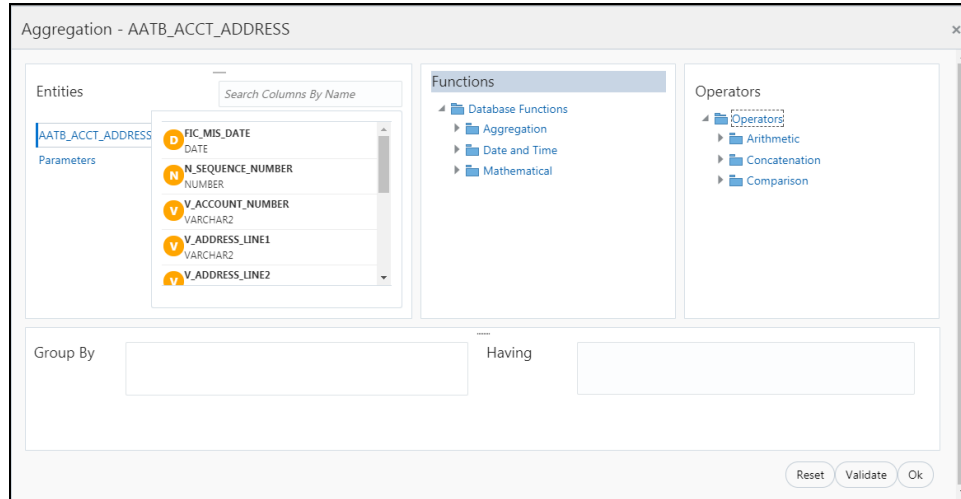 Aggregation - AATB_ACCT_ADDRESS
×
Entities
Search Columns By Name
AATB_ACCT_ADDRESS
Parameters
D FIC_MIS_DATE
DATE
N N_SEQUENCE_NUMBER
NUMBER
V V_ACCOUNT_NUMBER
VARCHAR2
V V_ADDRESS_LINE1
VARCHAR2
V V_ADDRESS_LINE2
Functions
Database Functions
Aggregation
Date and Time
Mathematical
Operators
Operators
Arithmetic
Concatenation
Comparison
Group By
Having
Reset Validate Ok